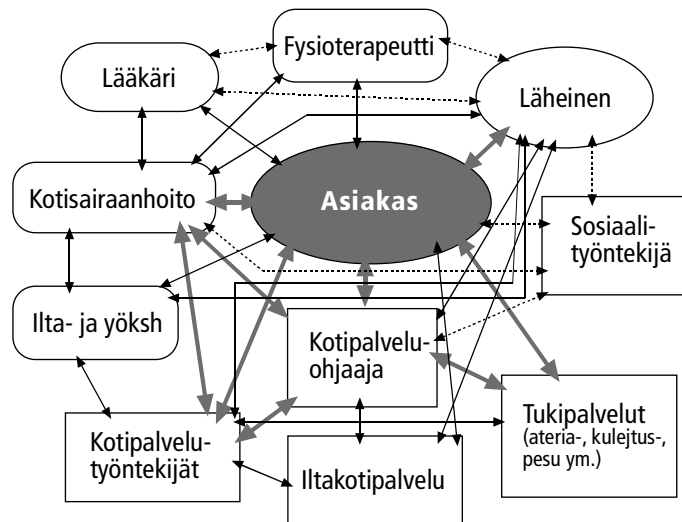 Fysioterapeutti
Lääkäri
Läheinen
Kotisairaanhoito
Asiakas
Sosiaali-
työntekijä
Ilta- ja yöksh
Kotipalvelu-
ohjaaja
Kotipalvelu-
työntekijät
Iltakotipalvelu
Tukipalvelut
(ateria-, kulejtus-,
pesu ym.)